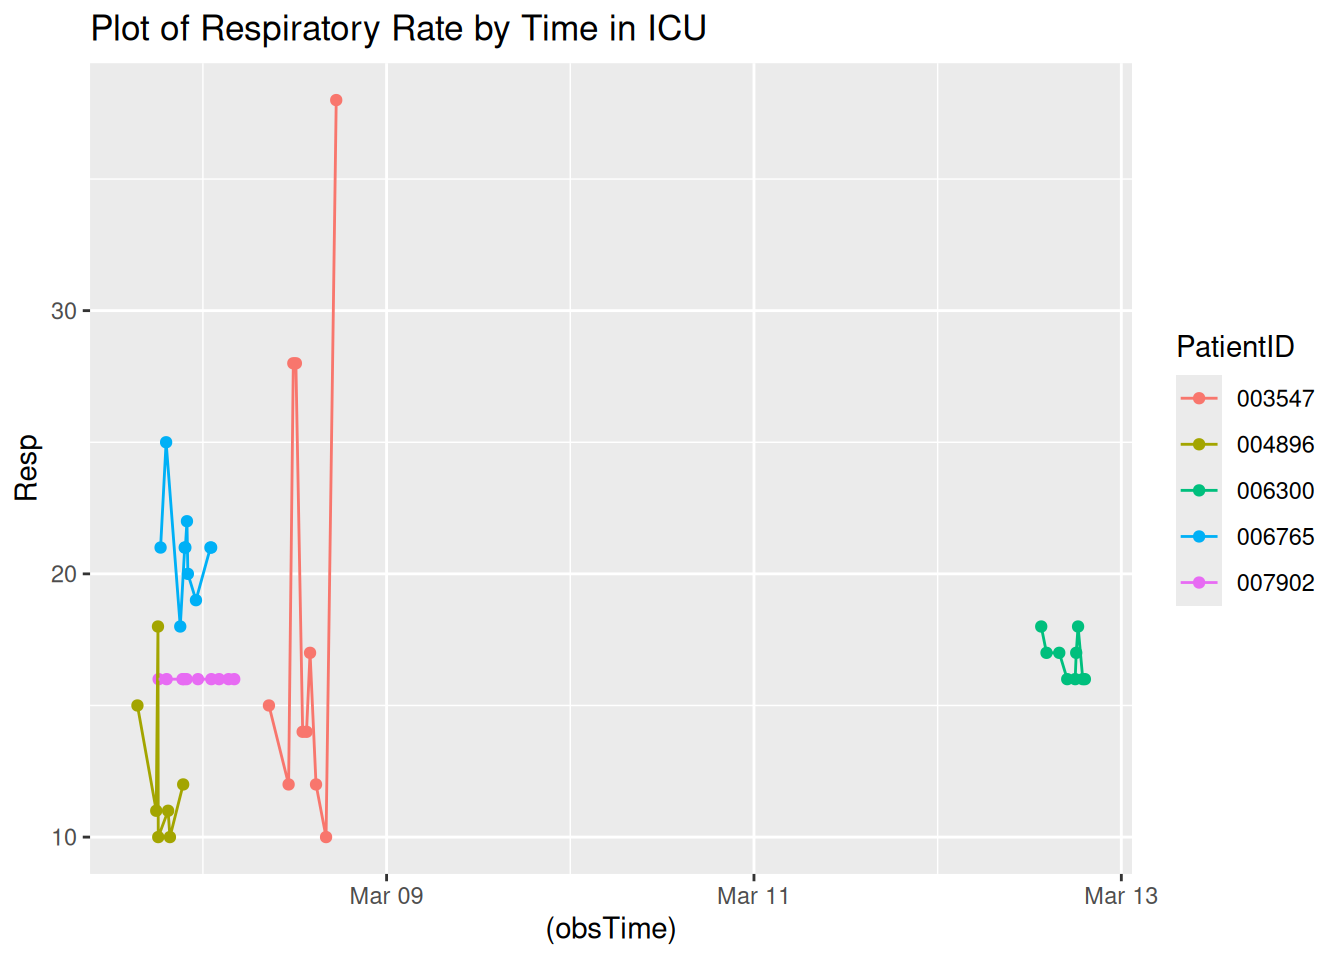 Plot of Respiratory Rate by Time in ICU
Resp
30
20
10
Mar 09
Mar 11
Mar 13
(obsTime)
PatientID
003547
004896
006300
006765
007902